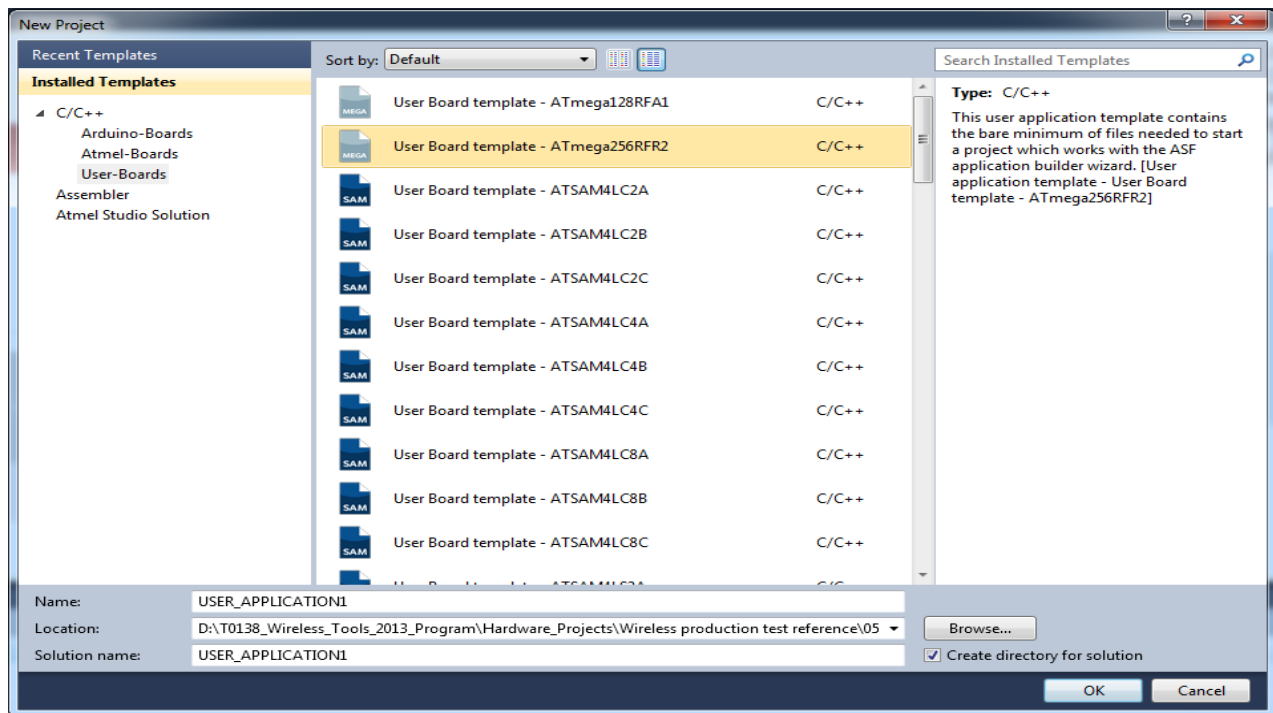 New Project
Recent Templates
Installed Templates
C/C++
Arduino-Boards
Atmel-Boards
User-Boards
Assembler
Atmel Studio Solution
Sort by: Default
MEGA User Board template - ATmega128RFA1 C/C++
MEGA User Board template - ATmega256RFR2 C/C++
SAM User Board template - ATSAM4LC2A C/C++
SAM User Board template - ATSAM4LC2B C/C++
SAM User Board template - ATSAM4LC2C C/C++
SAM User Board template - ATSAM4LC4A C/C++
SAM User Board template - ATSAM4LC4B C/C++
SAM User Board template - ATSAM4LC4C C/C++
SAM User Board template - ATSAM4LC8A C/C++
SAM User Board template - ATSAM4LC8B C/C++
SAM User Board template - ATSAM4LC8C C/C++
Search Installed Templates
Type: C/C++
This user application template contains
the bare minimum of files needed to start
a project which works with the ASF
application builder wizard. [User
application template - User Board
template - ATmega256RFR2]
Name: USER_APPLICATION1
Location: D:\T0138_Wireless_Tools_2013_Program\Hardware_Projects\Wireless production test reference\05 Browse...
Solution name: USER_APPLICATION1 Create directory for solution
OK Cancel